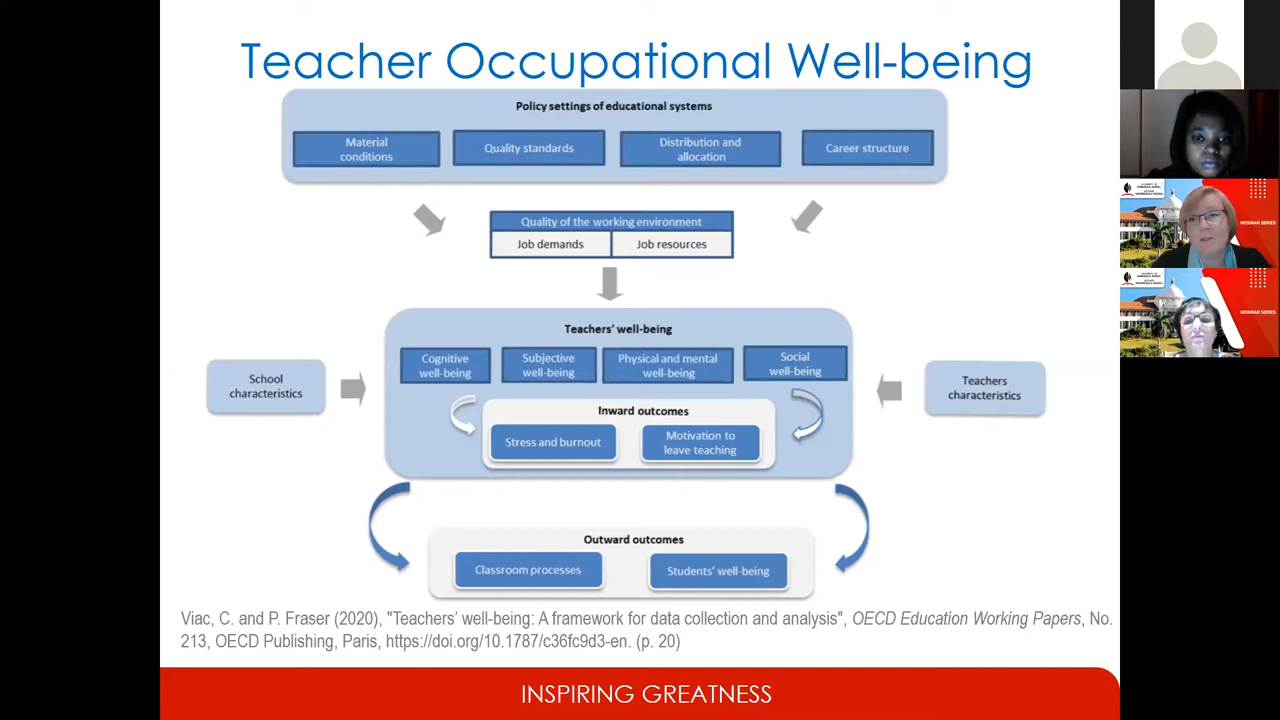 Teacher Occupational Well-being
Policy settings of educational systems
Material
conditions
Quality standards
Distribution and
allocation
Career structure
Quality of the working environment
Job demands
Job resources
Teachers' well-being
Cognitive
well-being
Subjective
well-being
Physical and mental
well-being
Social
well-being
School
characteristics
Teachers
characteristics
Inward outcomes
Stress and burnout
Motivation to
leave teaching
Outward outcomes
Classroom processes
Students' well-being
Viac, C. and P. Fraser (2020), "Teachers' well-being: A framework for data collection and analysis", OECD Education Working Papers, No.
213, OECD Publishing, Paris, https://doi.org/10.1787/c36fc9d3-en. (p. 20)
INSPIRING GREATNESS
WEBINAR SERIES
WEBINAR SERIES